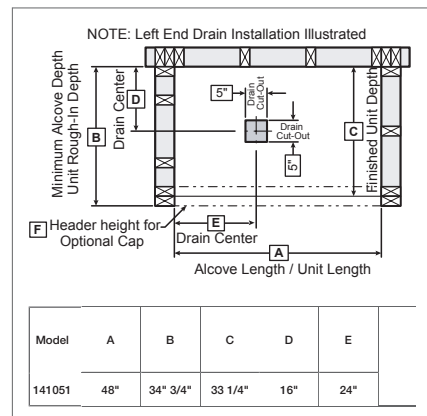 NOTE: Left End Drain Installation Illustrated
Minimum Alcove Depth
Unit Rough-In Depth
B
D
Drain Center
5"
Drain
Cut-Out
Drain
Cut-Out
5"
C
Finished Unit Depth
E
Drain Center
F Header height for
Optional Cap
A
Alcove Length / Unit Length
Model A B C D E
141051 48" 34" 3/4" 33 1/4" 16" 24"